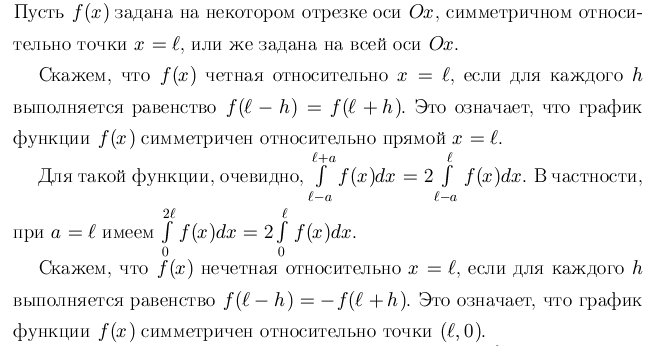 Пусть f(x) задана на некотором отрезке оси Ox, симметричном относи-
тельно точки x = ℓ, или же задана на всей оси Ox.
Скажем, что f(x) четная относительно x = ℓ, если для каждого h
выполняется равенство f(ℓ − h) = f(ℓ + h). Это означает, что график
функции f(x) симметричен относительно прямой x = ℓ.
Для такой функции, очевидно, ∫_{ℓ−a}^{ℓ+a} f(x)dx = 2 ∫_{ℓ−a}^{ℓ} f(x)dx. В частности,
при a = ℓ имеем ∫_{0}^{2ℓ} f(x)dx = 2 ∫_{0}^{ℓ} f(x)dx.
Скажем, что f(x) нечетная относительно x = ℓ, если для каждого h
выполняется равенство f(ℓ − h) = −f(ℓ + h). Это означает, что график
функции f(x) симметричен относительно точки (ℓ, 0).